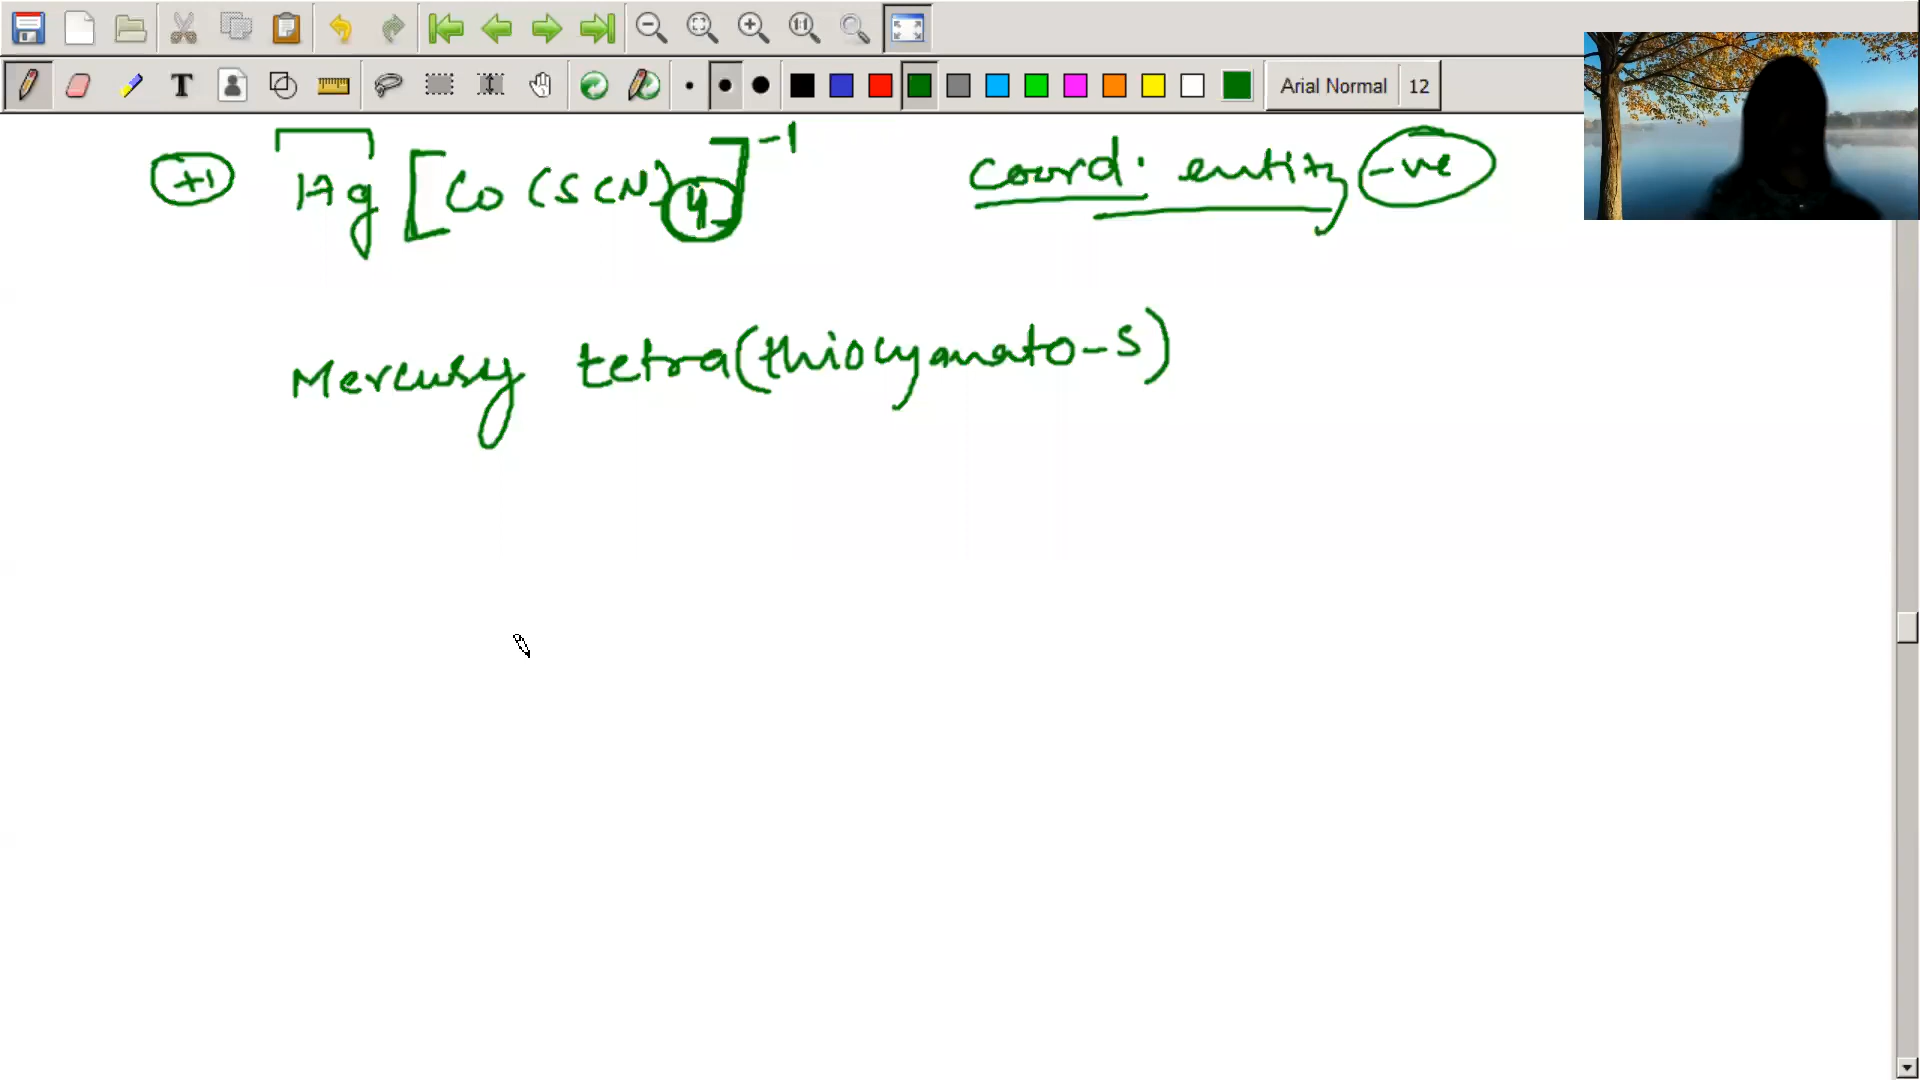 Arial Normal 12
+1 Hg [Co(SCN)4]-1 coord. entity -ve
Mercury tetra(thiocyanato-S)